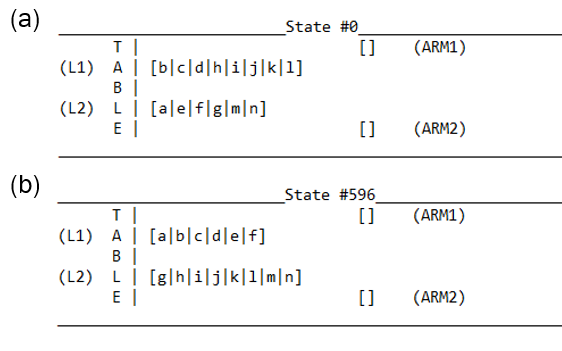 (a)
State #0
T | [] (ARM1)
(L1) A | [b|c|d|h|i|j|k|l]
B |
(L2) L | [a|e|f|g|m|n]
E | [] (ARM2)
(b)
State #596
T | [] (ARM1)
(L1) A | [a|b|c|d|e|f]
B |
(L2) L | [g|h|i|j|k|l|m|n]
E | [] (ARM2)